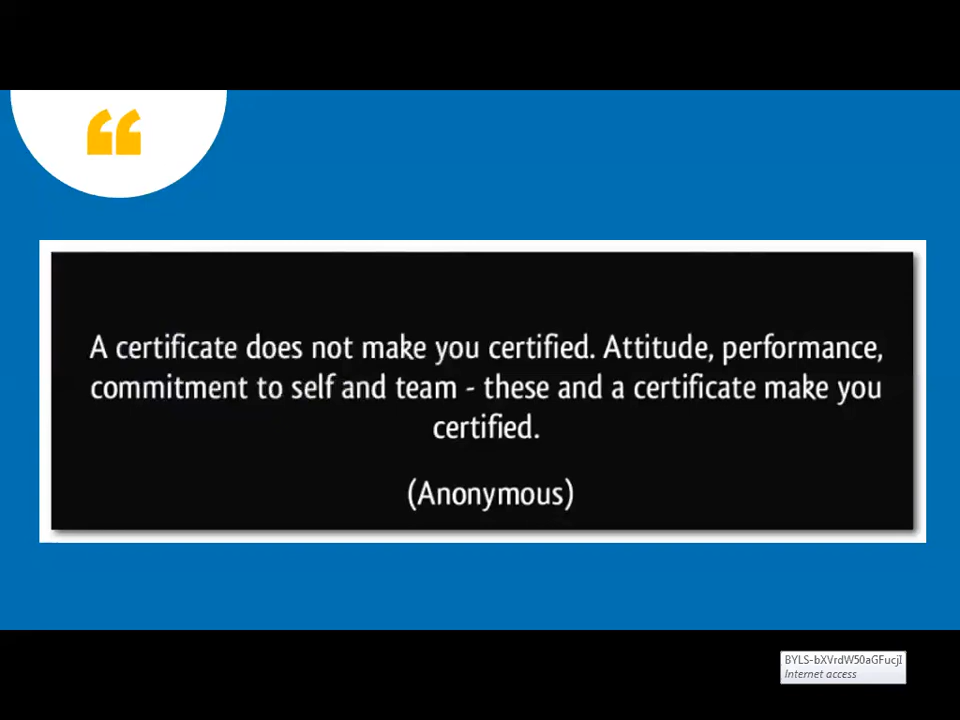 “
A certificate does not make you certified. Attitude, performance,
commitment to self and team - these and a certificate make you
certified.
(Anonymous)
BYLS-bXVrdW50aGFucjI
Internet access